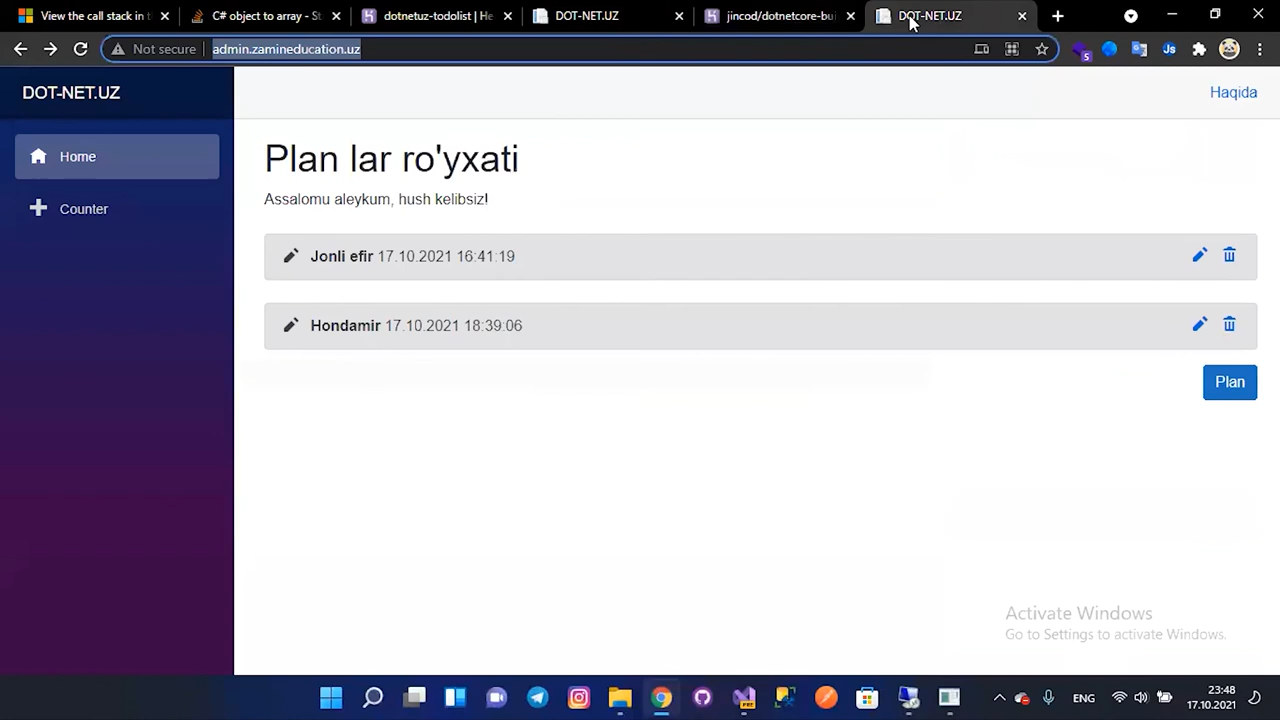 View the call stack in t
C# object to array - St
dotnetuz-todolist | He
DOT-NET.UZ
jincod/dotnetcore-bui
DOT-NET.UZ
Not secure
admin.zamineducation.uz
Js
5
DOT-NET.UZ
Haqida
Home
Counter
Plan lar ro'yxati
Assalomu aleykum, hush kelibsiz!
Jonli efir 17.10.2021 16:41:19
Hondamir 17.10.2021 18:39:06
Plan
Activate Windows
Go to Settings to activate Windows.
ENG
23:48
17.10.2021